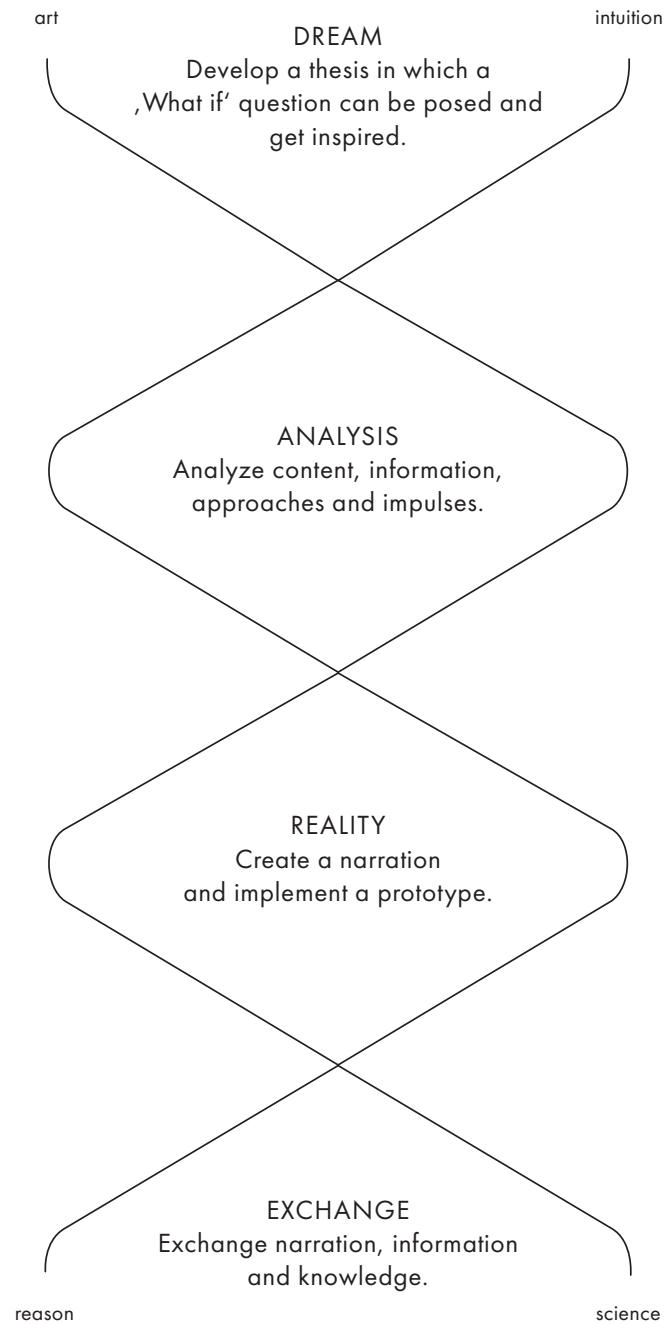 art
intuition
DREAM
Develop a thesis in which a
‚What if‘ question can be posed and
get inspired.
ANALYSIS
Analyze content, information,
approaches and impulses.
REALITY
Create a narration
and implement a prototype.
EXCHANGE
Exchange narration, information
and knowledge.
reason
science